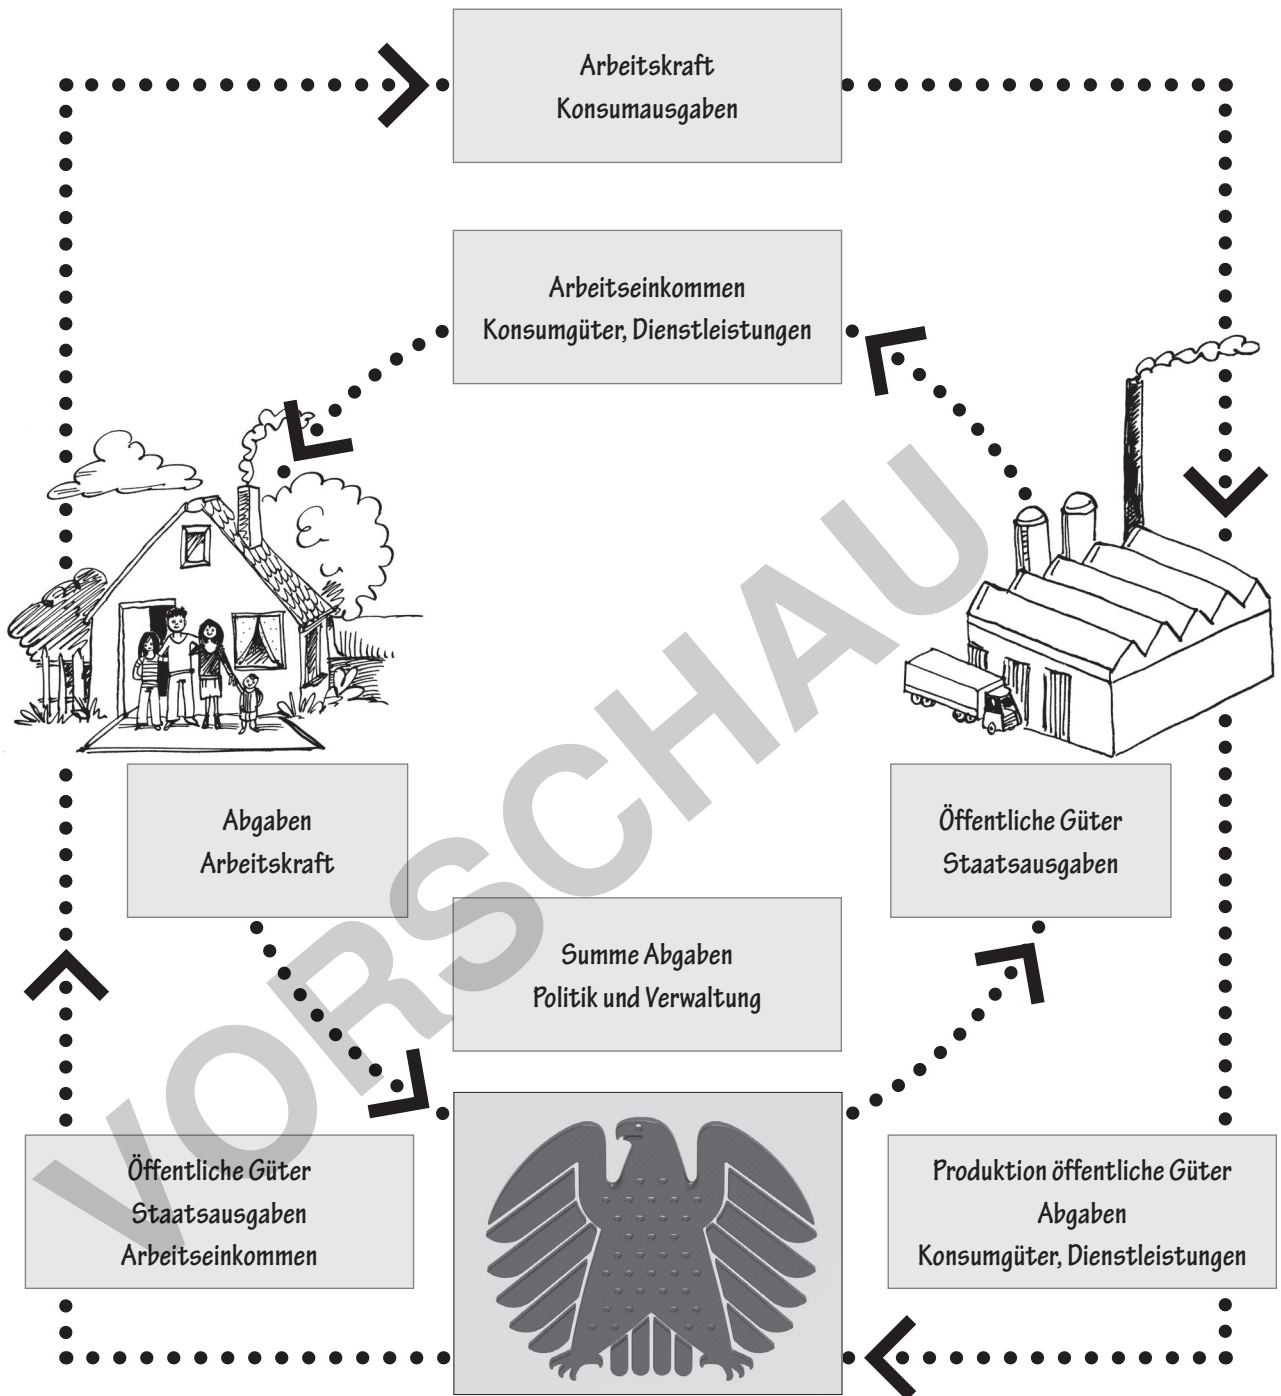 Arbeitskraft
Konsumausgaben
Arbeitseinkommen
Konsumgüter, Dienstleistungen
Abgaben
Arbeitskraft
Öffentliche Güter
Staatsausgaben
Summe Abgaben
Politik und Verwaltung
Öffentliche Güter
Staatsausgaben
Arbeitseinkommen
Produktion öffentliche Güter
Abgaben
Konsumgüter, Dienstleistungen
VORSCHAU